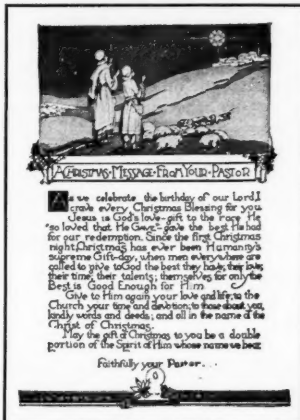 A CHRISTMAS MESSAGE FROM YOUR PASTOR
As we celebrate the birthday of our Lord, I
crave every Christmas Blessing for you.
Jesus is God's love-gift to the race. He
"so loved that He Gave"- gave the best He had
for our redemption. Since the first Christmas
night, Christmas has ever been Humanity's
supreme Gift-day, when men everywhere are
called to give to God the best they have, their love,
their time, their talents; themselves, for only the
Best is Good Enough for Him.
Give to Him again your love and life; to the
Church your time and devotion; to those about you,
kindly words and deeds; and all in the name of the
Christ of Christmas.
May the gift of Christmas to you be a double
portion of the Spirit of Him whose name we bear.
Faithfully your Pastor...